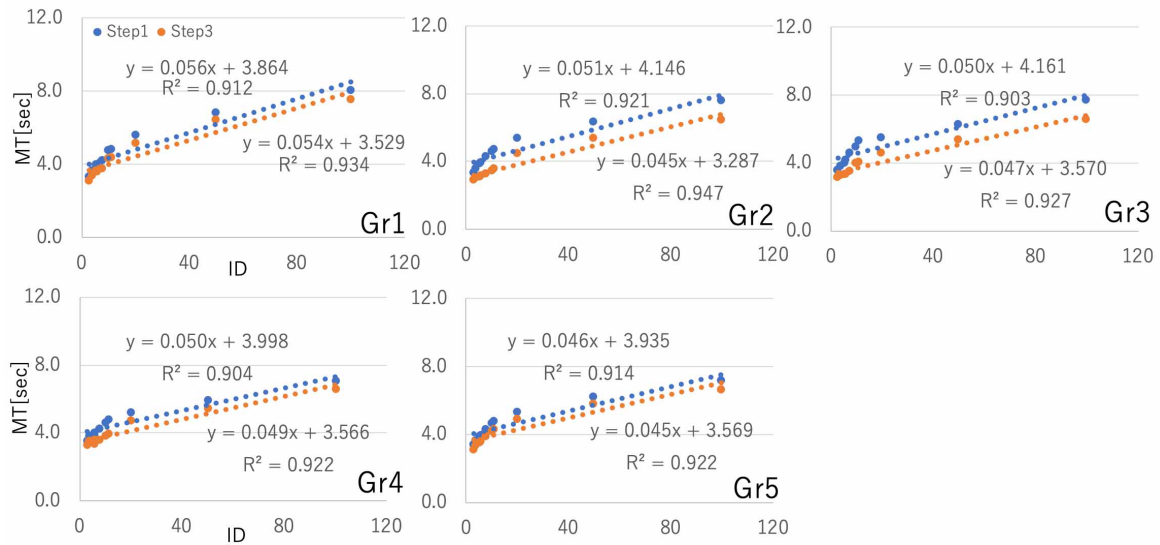 12.0
Step1 Step3
y = 0.056x + 3.864
R² = 0.912
8.0
MT[sec]
y = 0.054x + 3.529
R² = 0.934
4.0
0.0
Gr1
0 40 80 120
ID
12.0
y = 0.051x + 4.146
R² = 0.921
8.0
4.0
y = 0.045x + 3.287
R² = 0.947
0.0
Gr2
0 40 80 120
12.0
y = 0.050x + 4.161
R² = 0.903
8.0
4.0
y = 0.047x + 3.570
R² = 0.927
0.0
Gr3
0 40 80 120
12.0
y = 0.050x + 3.998
R² = 0.904
8.0
MT[sec]
4.0
y = 0.049x + 3.566
R² = 0.922
0.0
Gr4
0 40 80 120
ID
12.0
y = 0.046x + 3.935
R² = 0.914
8.0
4.0
y = 0.045x + 3.569
R² = 0.922
0.0
Gr5
0 40 80 120